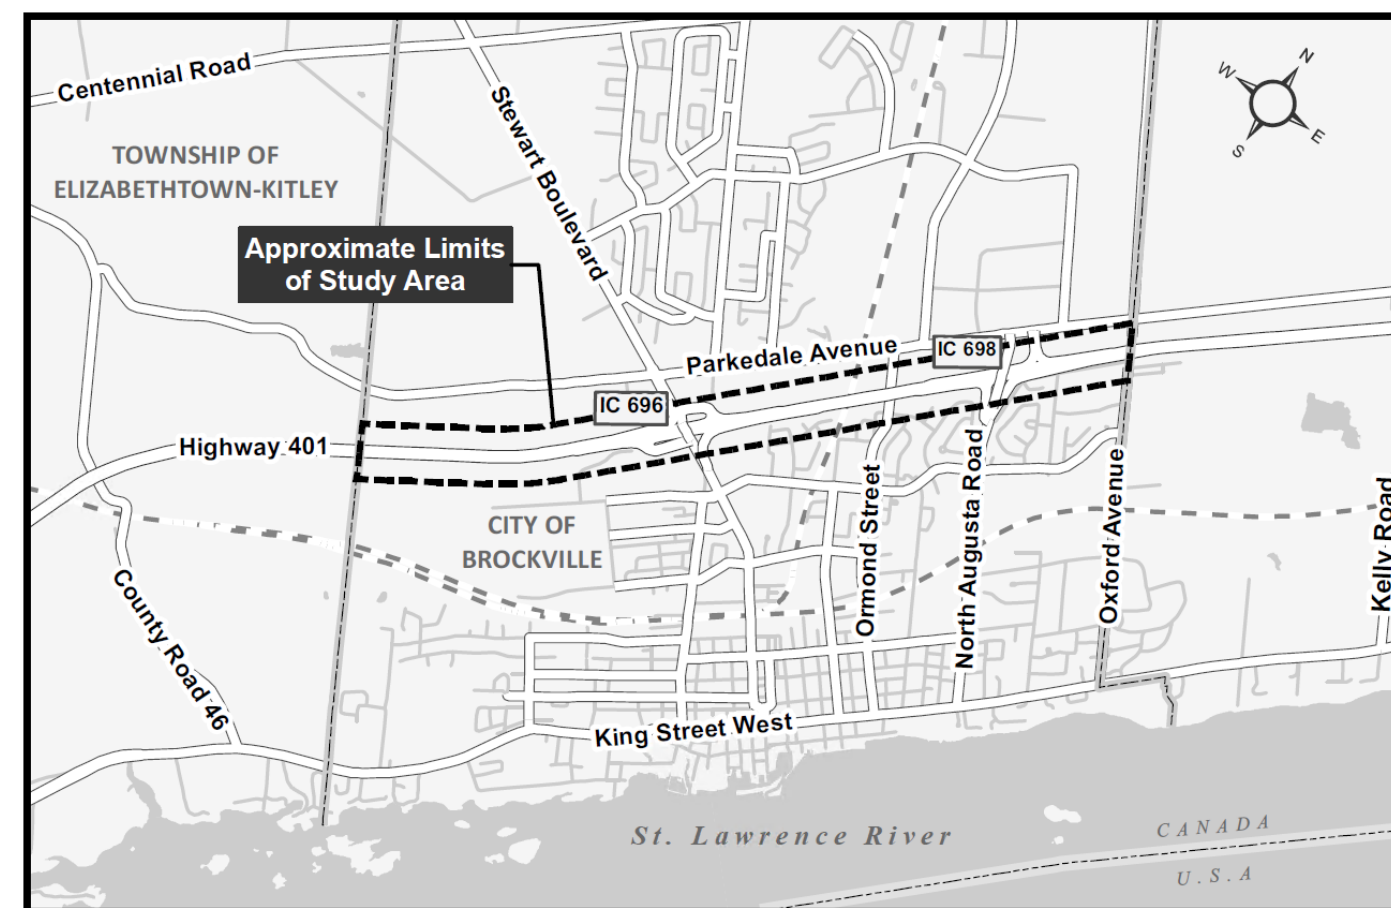 Centennial Road
N
W
E
S
Stewart Boulevard
TOWNSHIP OF
ELIZABETHTOWN-KITLEY
Approximate Limits
of Study Area
Parkedale Avenue
IC 698
IC 696
Highway 401
CITY OF
BROCKVILLE
Ormond Street
North Augusta Road
Oxford Avenue
Kelly Road
County Road 46
King Street West
St. Lawrence River
CANADA
U.S.A